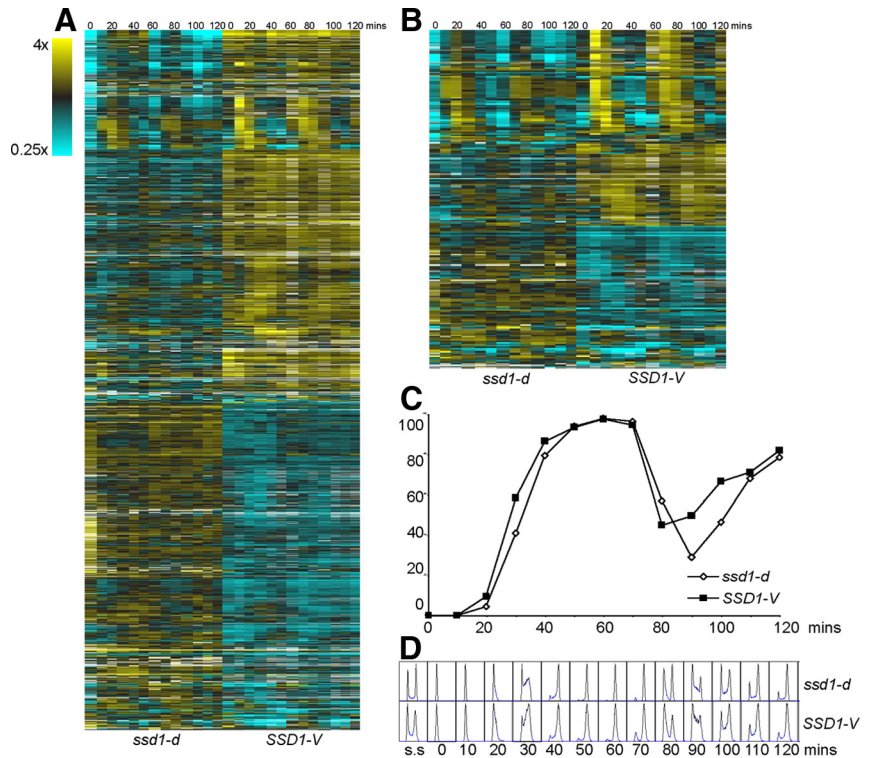 A
0 20 40 60 80 100 120 0 20 40 60 80 100 120 mins
4x
0.25x
ssd1-d SSD1-V
B
0 20 40 60 80 100 120 0 20 40 60 80 100 120 mins
ssd1-d SSD1-V
C
100
80
60
40
20
0
ssd1-d
SSD1-V
0 20 40 60 80 100 120 mins
D
ssd1-d
SSD1-V
s.s 0 10 20 30 40 50 60 70 80 90 100 110 120 mins